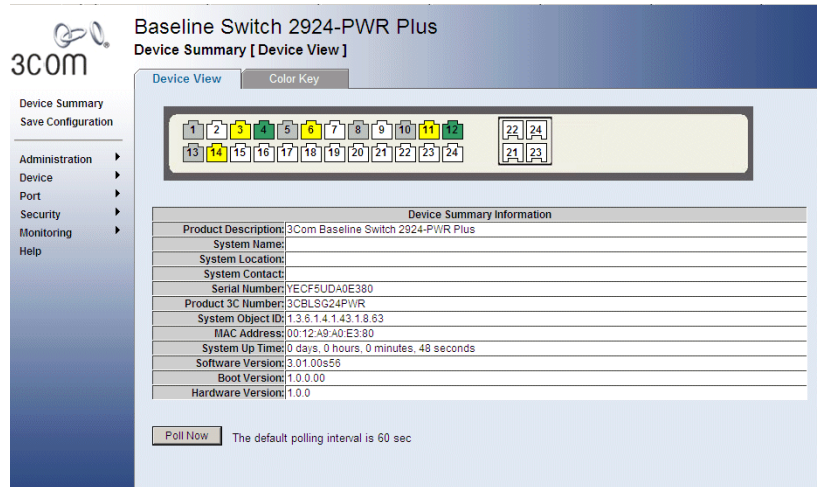 3COM
Baseline Switch 2924-PWR Plus
Device Summary [ Device View ]
Device View
Color Key
Device Summary
Save Configuration
Administration
Device
Port
Security
Monitoring
Help
1 2 3 4 5 6 7 8 9 10 11 12
22 24
13 14 15 16 17 18 19 20 21 22 23 24
21 23
Device Summary Information
Product Description: 3Com Baseline Switch 2924-PWR Plus
System Name:
System Location:
System Contact:
Serial Number: YECF5UDA0E380
Product 3C Number: 3CBLSG24PWR
System Object ID: 1.3.6.1.4.1.43.1.8.63
MAC Address: 00:12:A9:A0:E3:80
System Up Time: 0 days, 0 hours, 0 minutes, 48 seconds
Software Version: 3.01.00s56
Boot Version: 1.0.0.00
Hardware Version: 1.0.0
Poll Now
The default polling interval is 60 sec